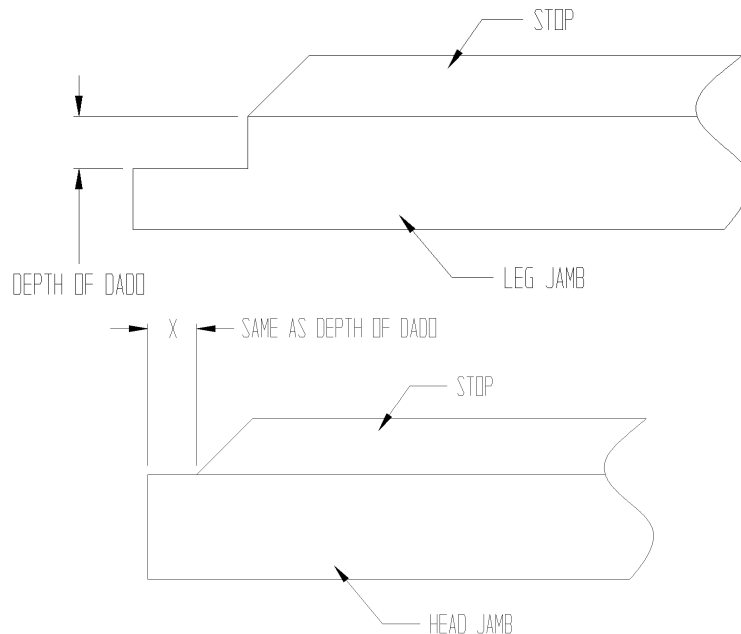 STOP
DEPTH OF DADO
LEG JAMB
X
SAME AS DEPTH OF DADO
STOP
HEAD JAMB